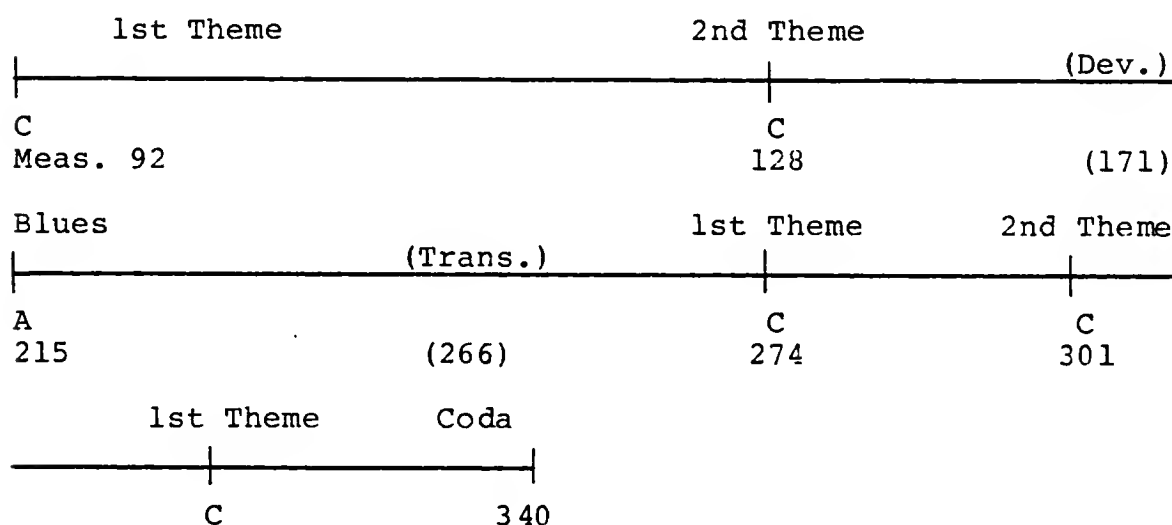 1st Theme 2nd Theme
(Dev.)
C C
Meas. 92 128 (171)
Blues 1st Theme 2nd Theme
(Trans.)
A C C
215 (266) 274 301
1st Theme Coda
C 340